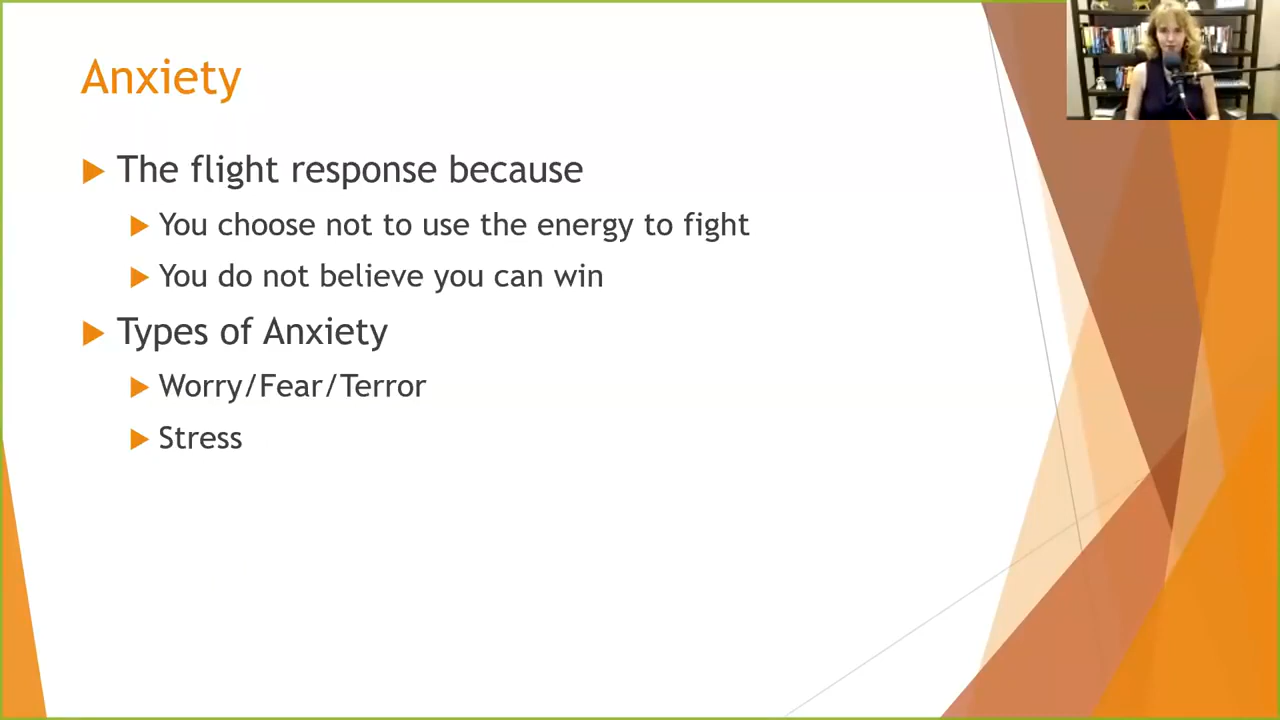 Anxiety
The flight response because
You choose not to use the energy to fight
You do not believe you can win
Types of Anxiety
Worry/Fear/Terror
Stress